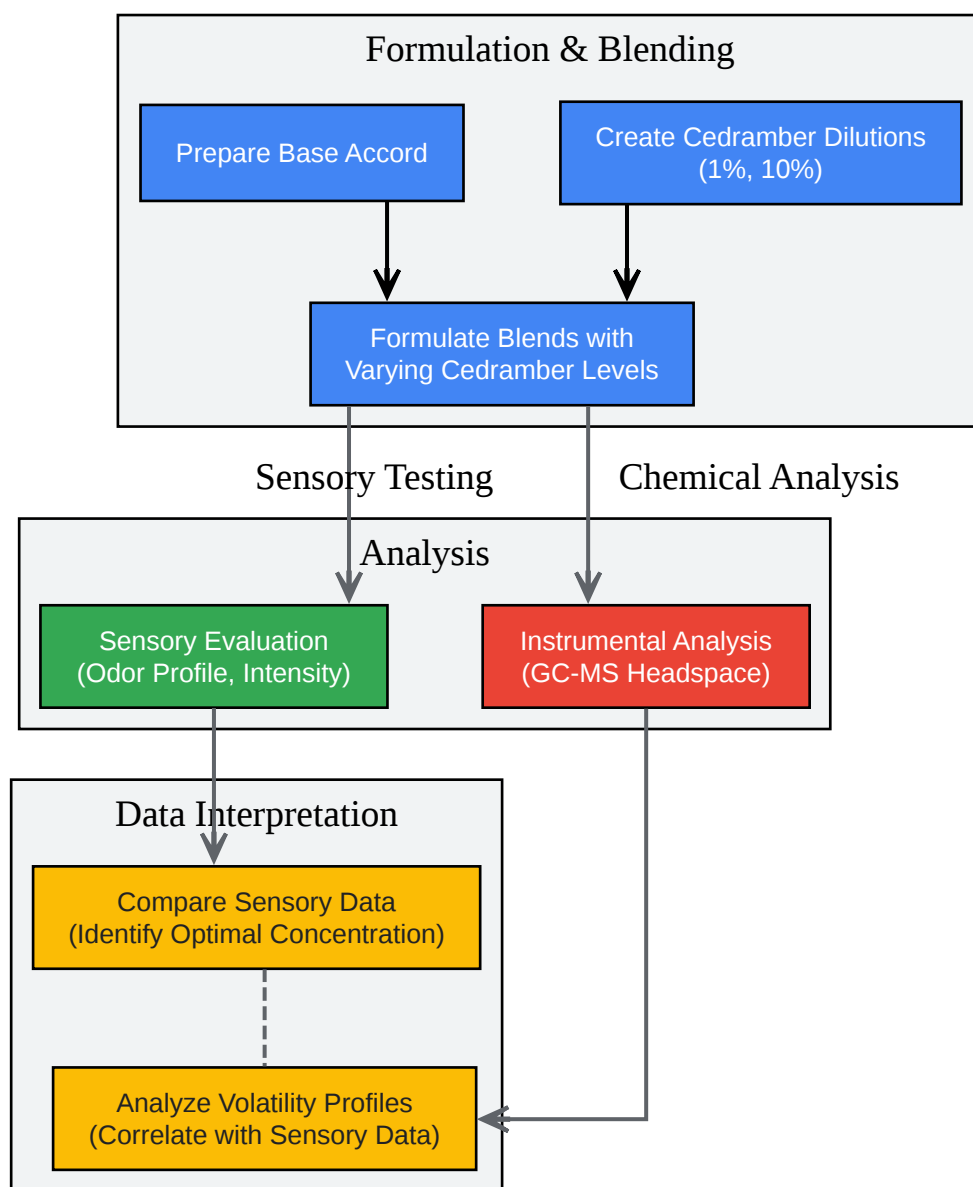 Formulation & Blending
Prepare Base Accord
Create Cedramber Dilutions
(1%, 10%)
Formulate Blends with
Varying Cedramber Levels
Sensory Testing
Chemical Analysis
Analysis
Sensory Evaluation
(Odor Profile, Intensity)
Instrumental Analysis
(GC-MS Headspace)
Data Interpretation
Compare Sensory Data
(Identify Optimal Concentration)
Analyze Volatility Profiles
(Correlate with Sensory Data)